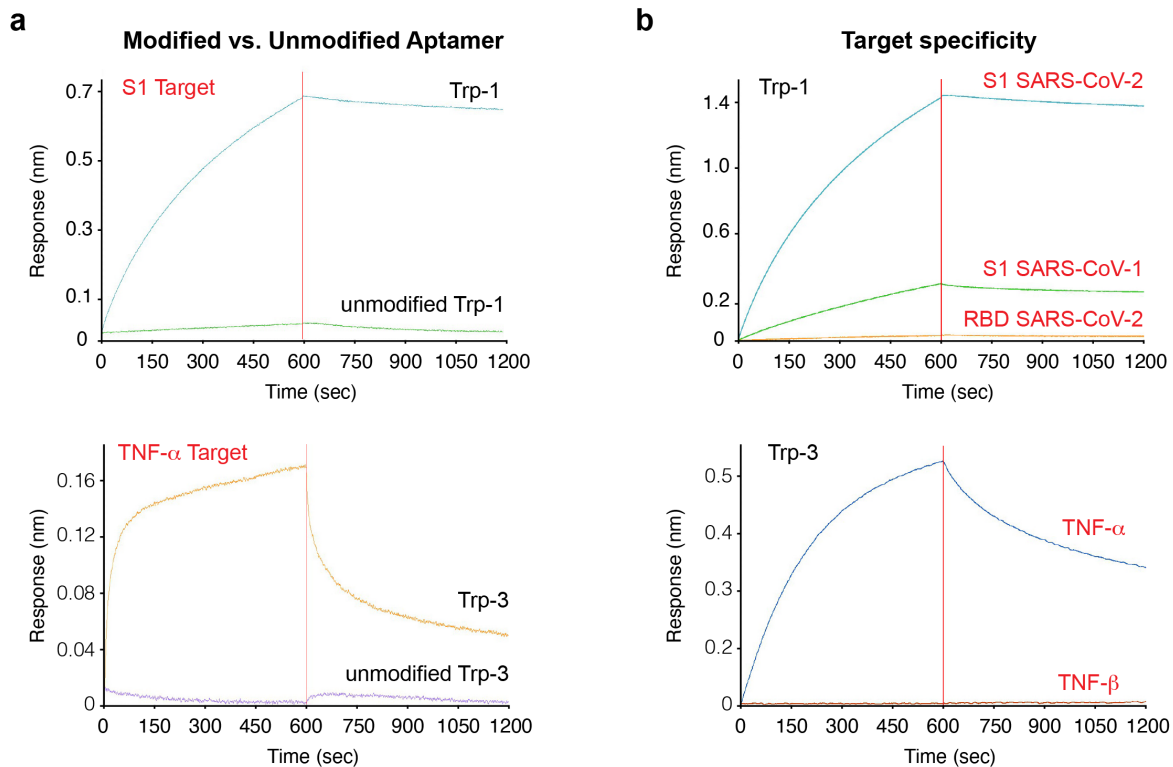 a
Modified vs. Unmodified Aptamer
S1 Target
Trp-1
unmodified Trp-1
Response (nm)
0.7
0.5
0.3
0.1
0
0 150 300 450 600 750 900 1050 1200
Time (sec)
TNF-α Target
Trp-3
unmodified Trp-3
Response (nm)
0.16
0.12
0.08
0.04
0
0 150 300 450 600 750 900 1050 1200
Time (sec)
b
Target specificity
Trp-1
S1 SARS-CoV-2
S1 SARS-CoV-1
RBD SARS-CoV-2
Response (nm)
1.4
1.0
0.6
0.2
0
0 150 300 450 600 750 900 1050 1200
Time (sec)
Trp-3
TNF-α
TNF-β
Response (nm)
0.5
0.4
0.3
0.2
0
0 150 300 450 600 750 900 1050 1200
Time (sec)